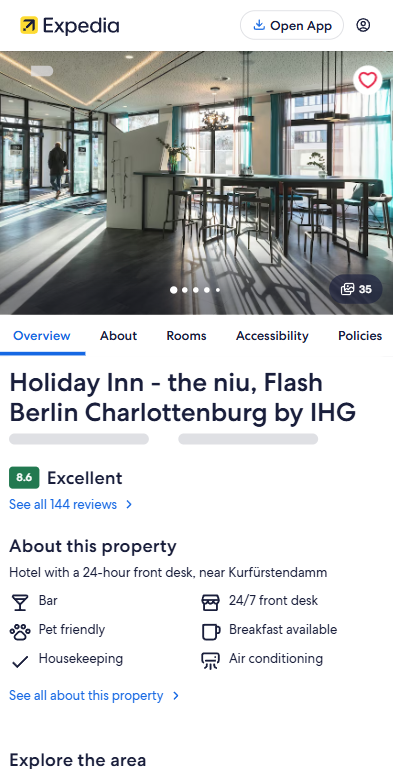 Expedia
Open App
35
Overview
About
Rooms
Accessibility
Policies
Holiday Inn - the niu, Flash
Berlin Charlottenburg by IHG
8.6 Excellent
See all 144 reviews
About this property
Hotel with a 24-hour front desk, near Kurfürstendamm
Bar
24/7 front desk
Pet friendly
Breakfast available
Housekeeping
Air conditioning
See all about this property
Explore the area